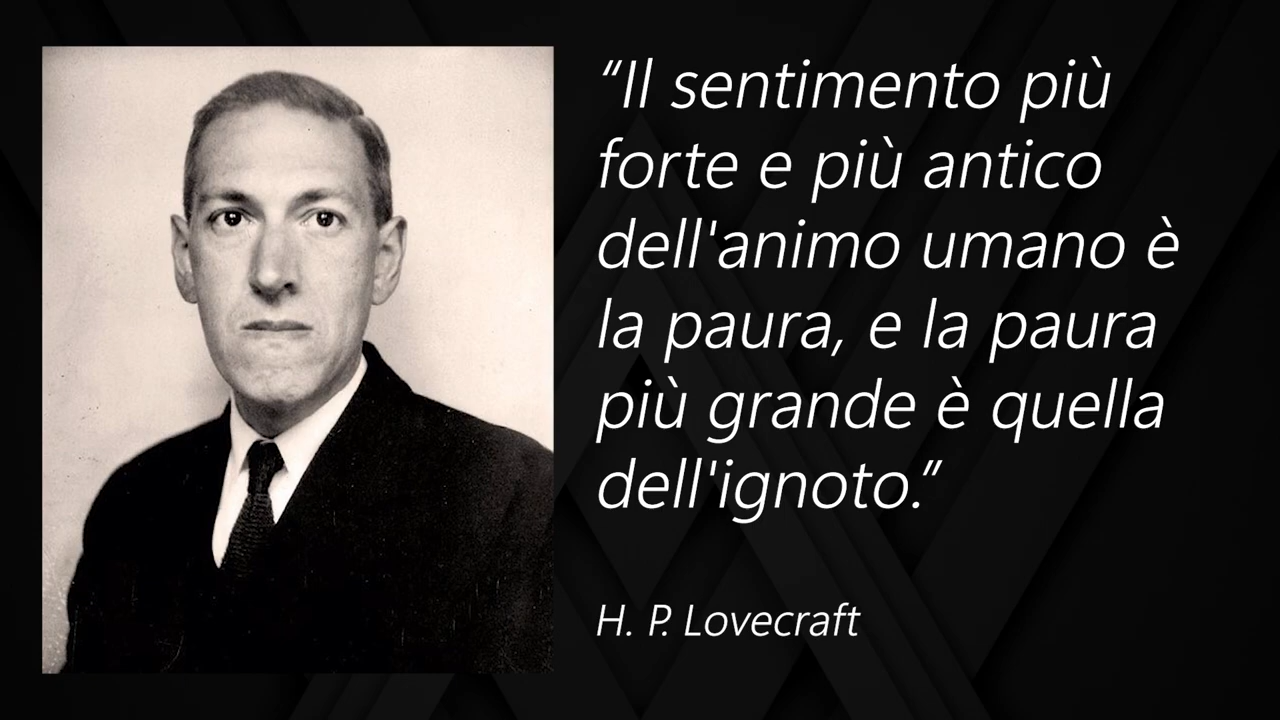 “Il sentimento più
forte e più antico
dell'animo umano è
la paura, e la paura
più grande è quella
dell'ignoto.”
H. P. Lovecraft